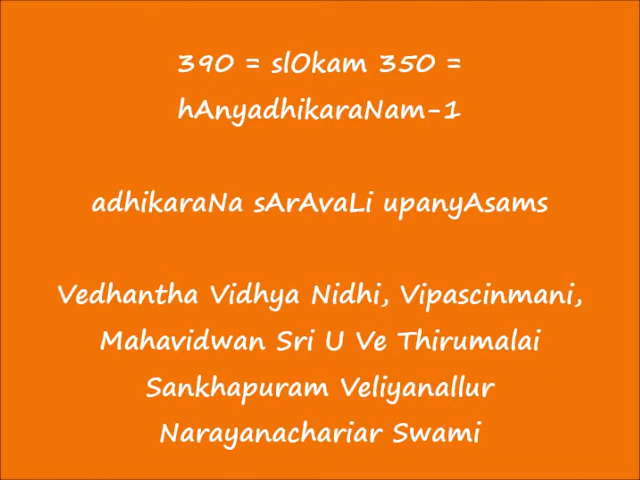 390 = slOkam 350 =
hAnyadhikaraNam-1
adhikaraNa sArAvaLi upanyAsams
Vedhantha Vidhya Nidhi, Vipascinmani,
Mahavidwan Sri U Ve Thirumalai
Sankhapuram Veliyanallur
Narayanachariar Swami